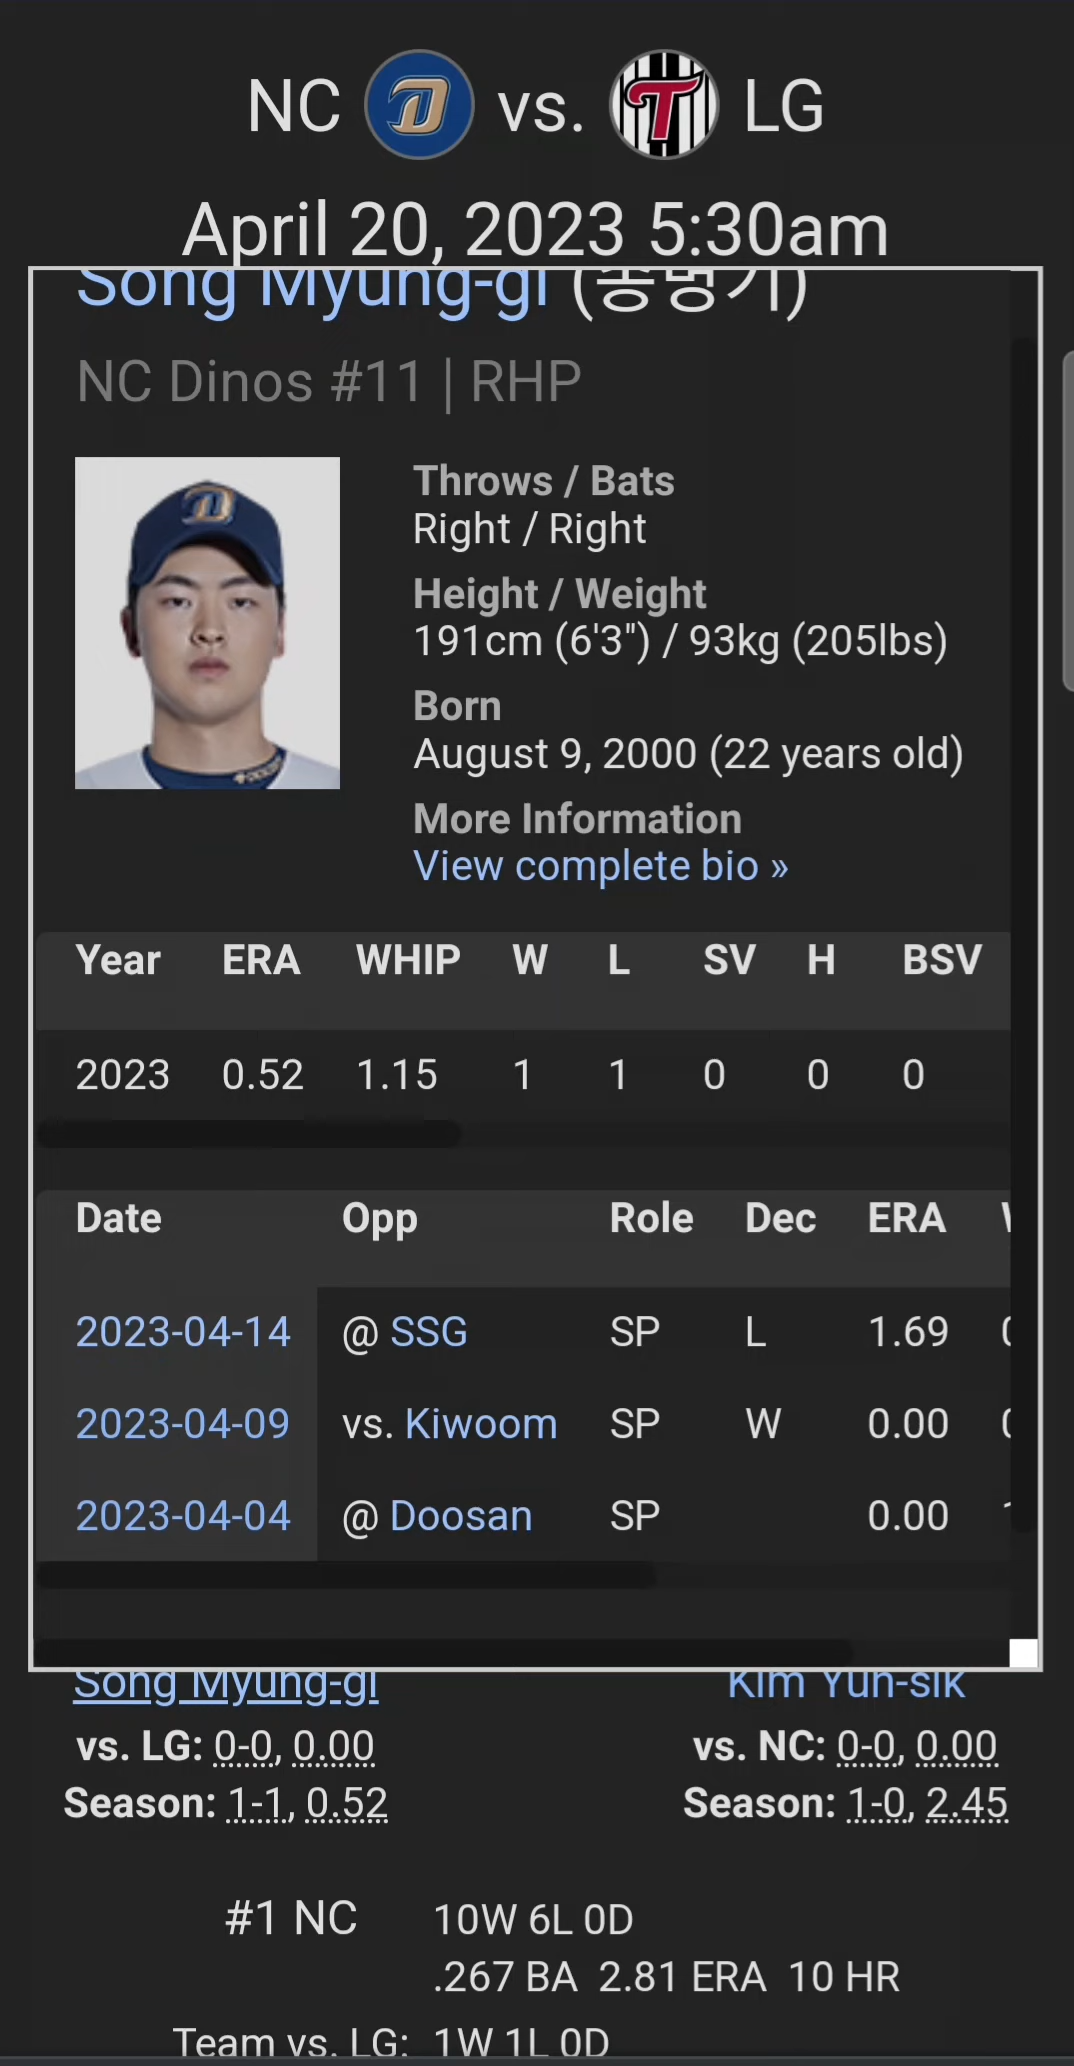 NC vs. LG
April 20, 2023 5:30am
Song Myung-gi (송명기)
NC Dinos #11 | RHP
Throws / Bats
Right / Right
Height / Weight
191cm (6'3") / 93kg (205lbs)
Born
August 9, 2000 (22 years old)
More Information
View complete bio »
Year ERA WHIP W L SV H BSV
2023 0.52 1.15 1 1 0 0 0
Date Opp Role Dec ERA
2023-04-14 @ SSG SP L 1.69
2023-04-09 vs. Kiwoom SP W 0.00
2023-04-04 @ Doosan SP 0.00
Song Myung-gi Kim Yun-sik
vs. LG: 0-0, 0.00 vs. NC: 0-0, 0.00
Season: 1-1, 0.52 Season: 1-0, 2.45
#1 NC 10W 6L 0D
.267 BA 2.81 ERA 10 HR
Team vs. LG: 1W 1L 0D